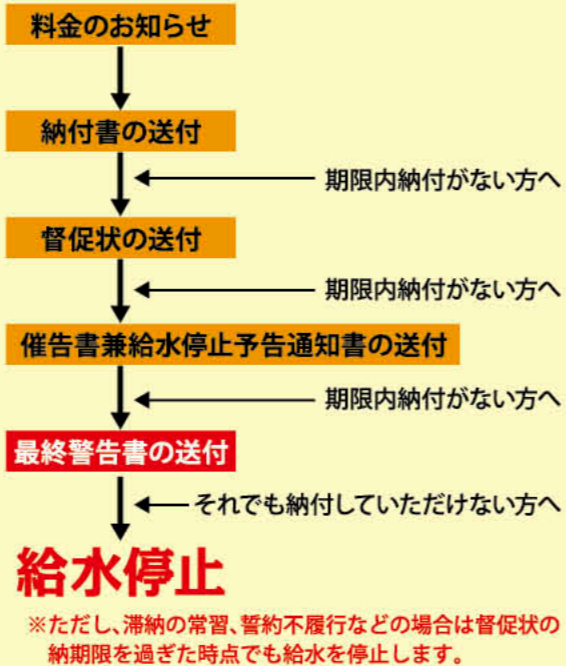 料金のお知らせ
納付書の送付
期限内納付がない方へ
督促状の送付
期限内納付がない方へ
催告書兼給水停止予告通知書の送付
期限内納付がない方へ
最終警告書の送付
それでも納付していただけない方へ
給水停止
※ただし、滞納の常習、誓約不履行などの場合は督促状の
納期限を過ぎた時点でも給水を停止します。